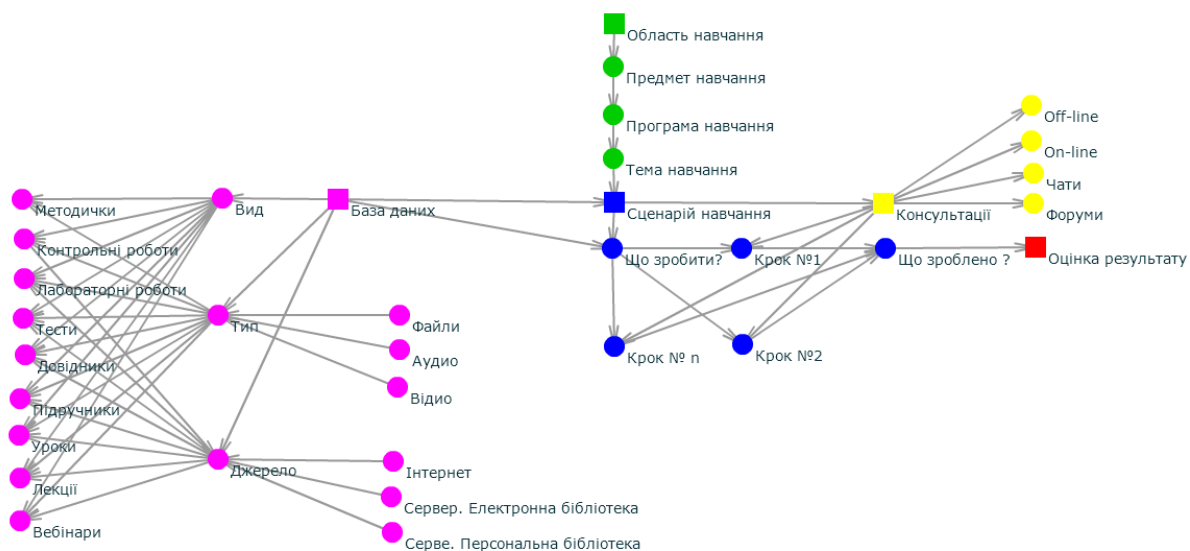 Область навчання
Предмет навчання
Програма навчання
Тема навчання
Сценарій навчання
Консультації
Off-line
On-line
Чати
Форуми
Що зробити?
Крок №1
Що зроблено ?
Оцінка результату
Крок № n
Крок №2
База даних
Вид
Тип
Джерело
Методички
Контрольні роботи
Лабораторні роботи
Тести
Довідники
Підручники
Уроки
Лекції
Вебінари
Файли
Аудио
Відио
Інтернет
Сервер. Електронна бібліотека
Серве. Персональна бібліотека